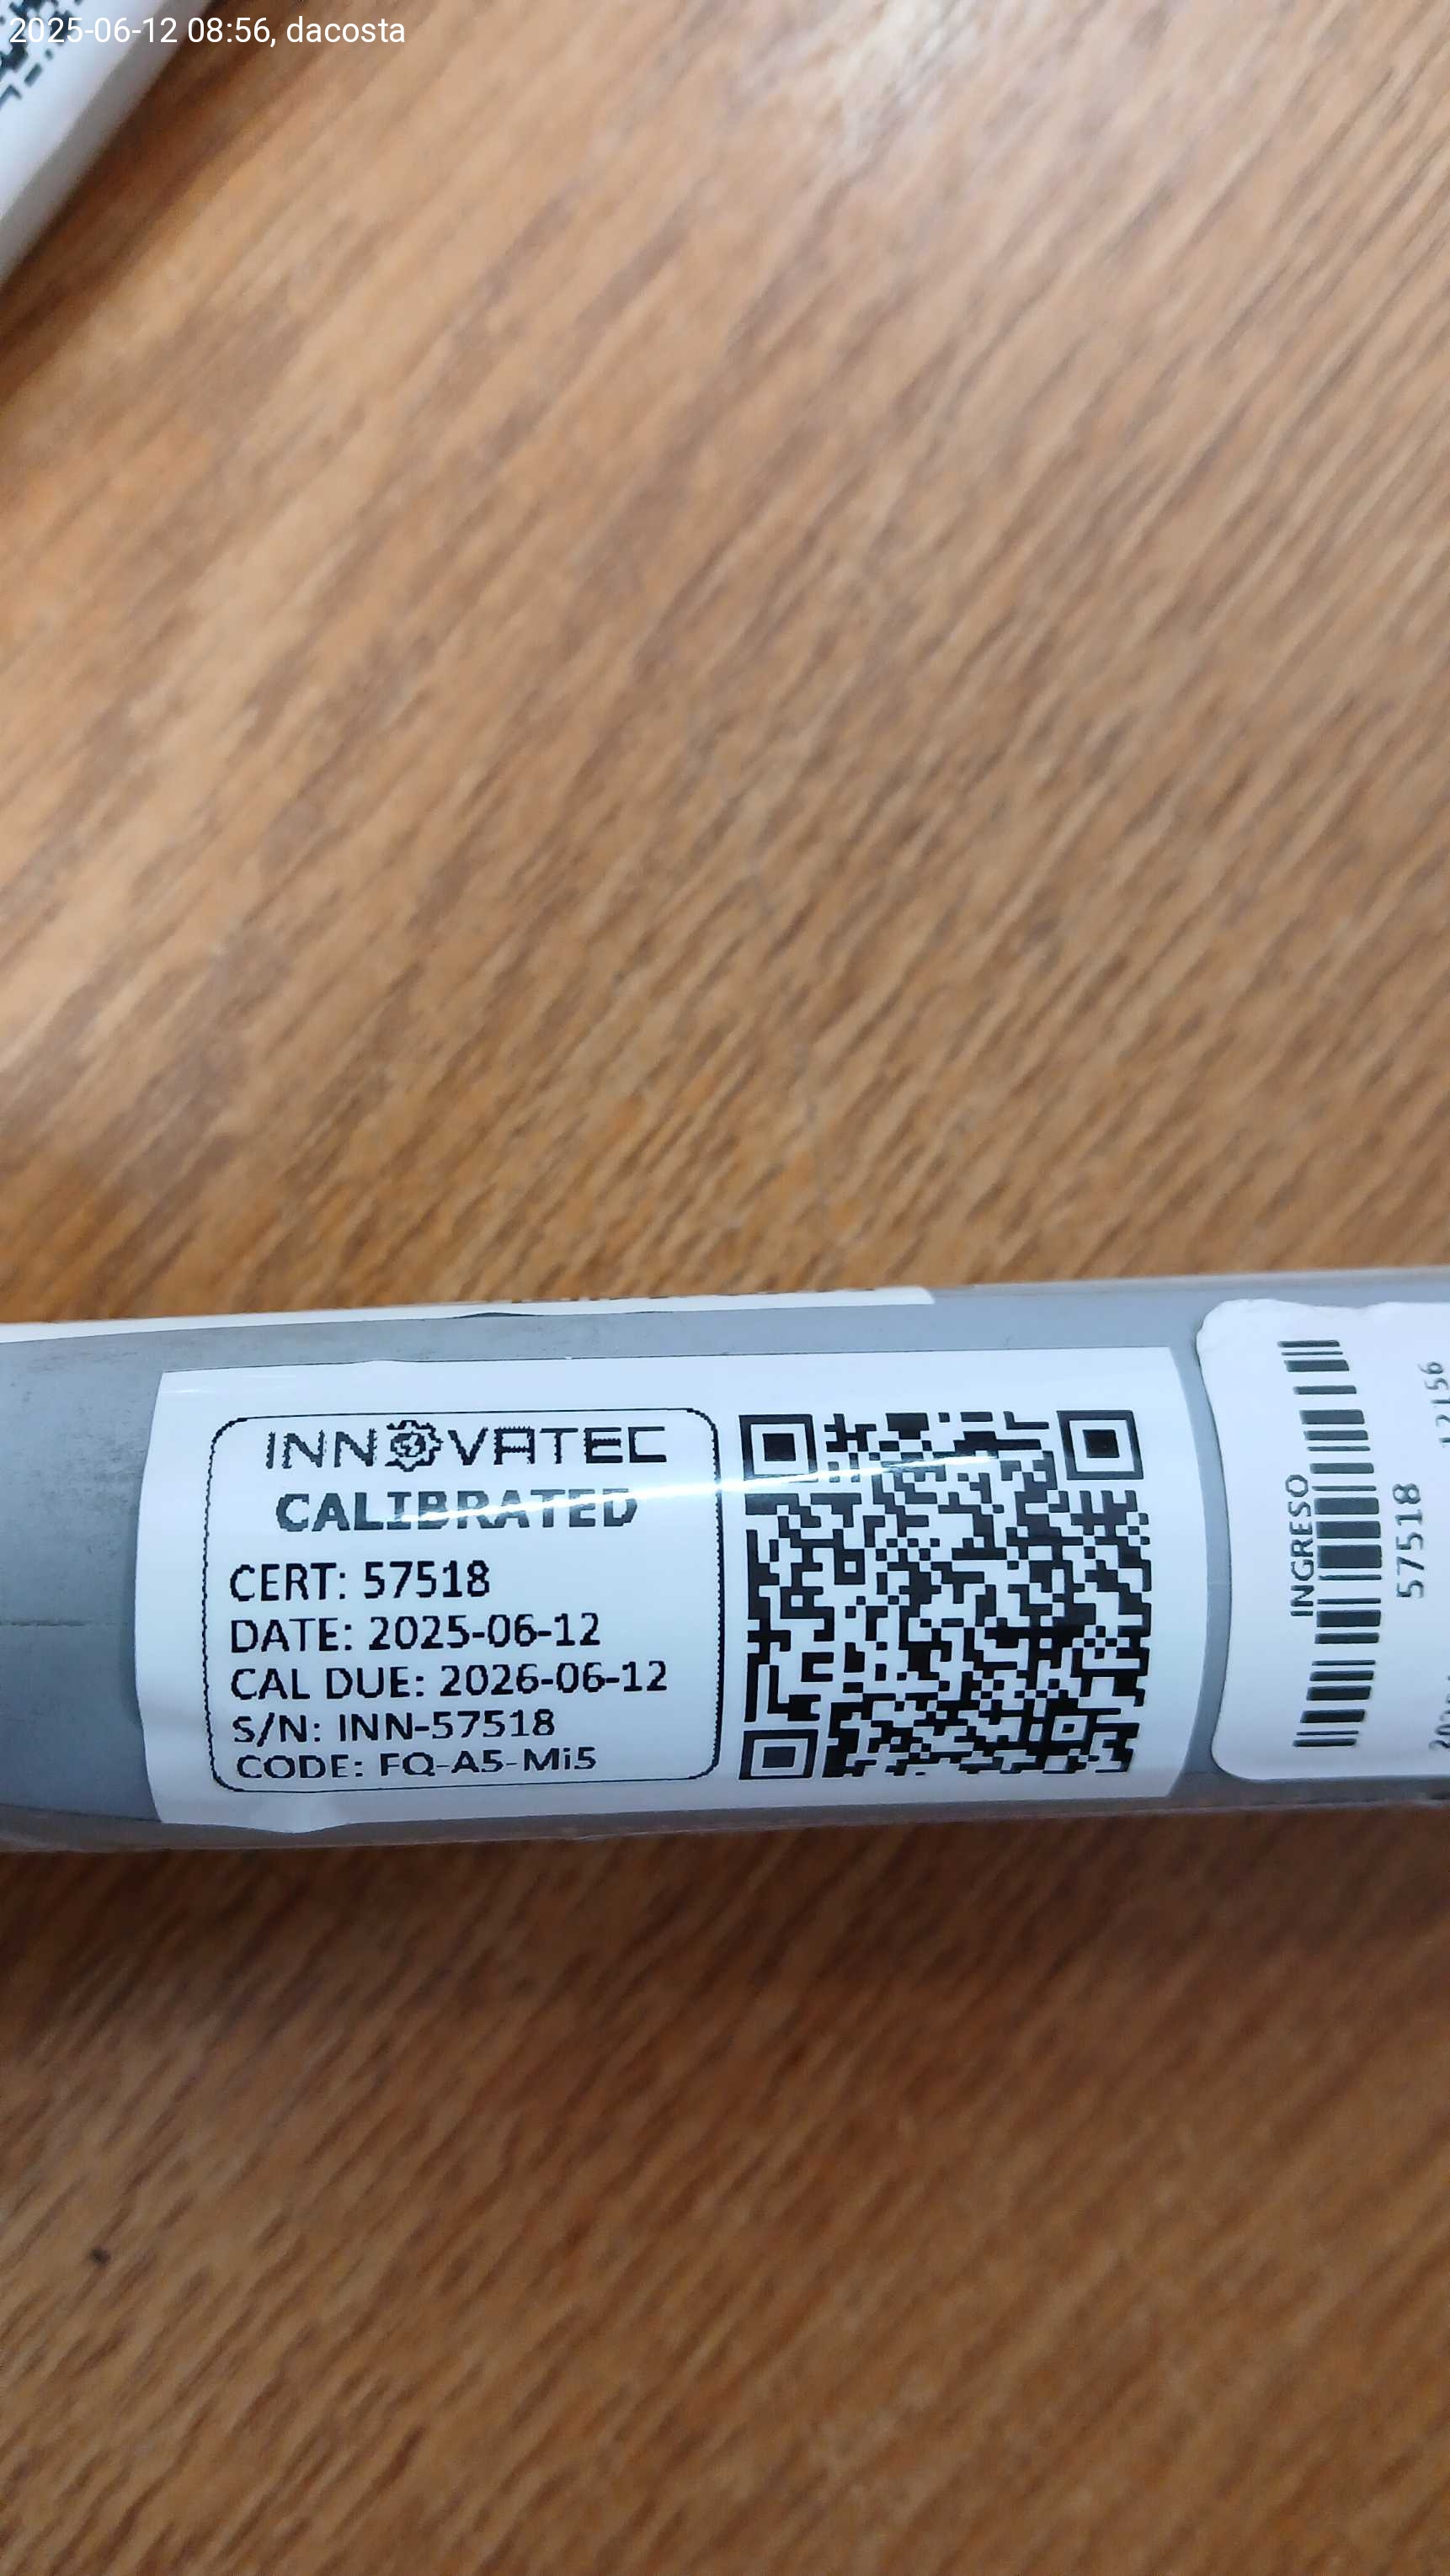 2025-06-12 08:56, dacosta
INNOVATEC
CALIBRATED
CERT: 57518
DATE: 2025-06-12
CAL DUE: 2026-06-12
S/N: INN-57518
CODE: FQ-A5-Mi5
INGRESO
57518